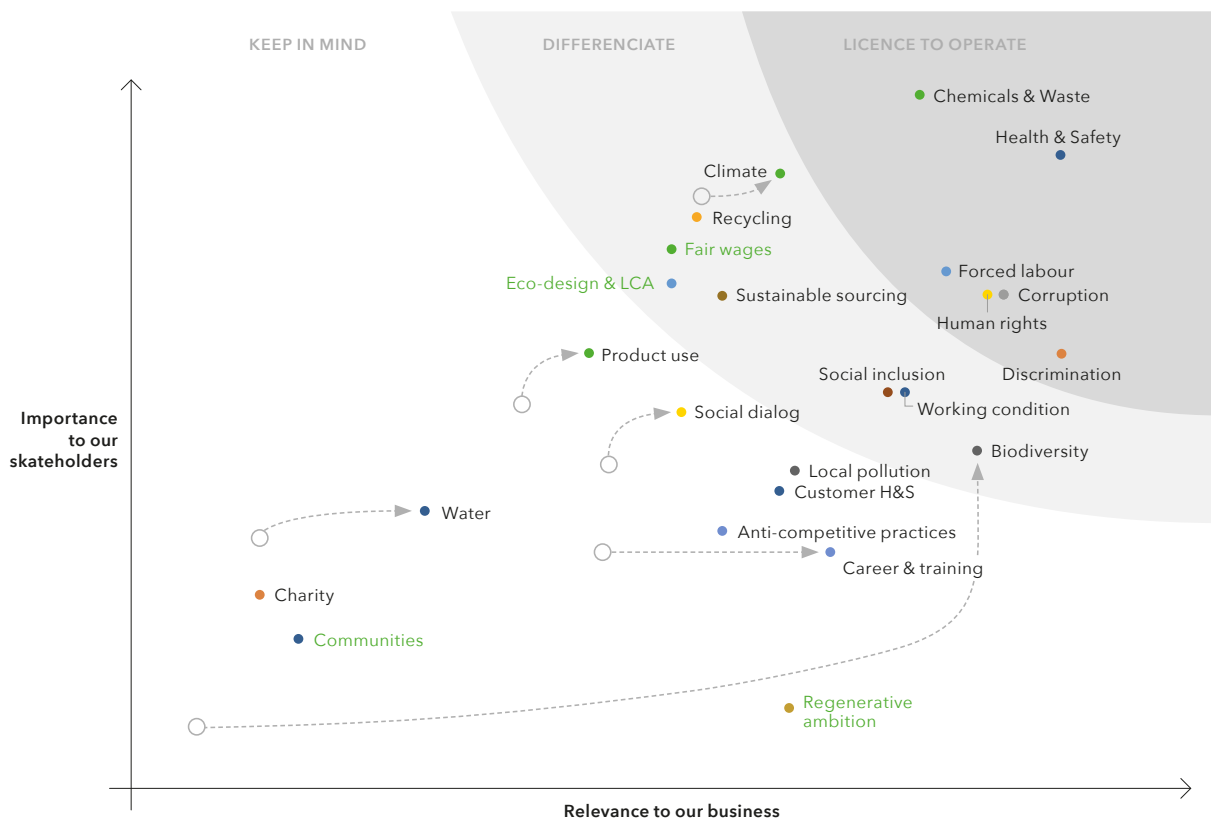 KEEP IN MIND
DIFFERENCIATE
LICENCE TO OPERATE
Chemicals & Waste
Health & Safety
Climate
Recycling
Fair wages
Eco-design & LCA
Sustainable sourcing
Forced labour
Corruption
Human rights
Product use
Discrimination
Social inclusion
Working condition
Social dialog
Importance
to our
skateholders
Biodiversity
Local pollution
Customer H&S
Water
Anti-competitive practices
Career & training
Charity
Communities
Regenerative
ambition
Relevance to our business